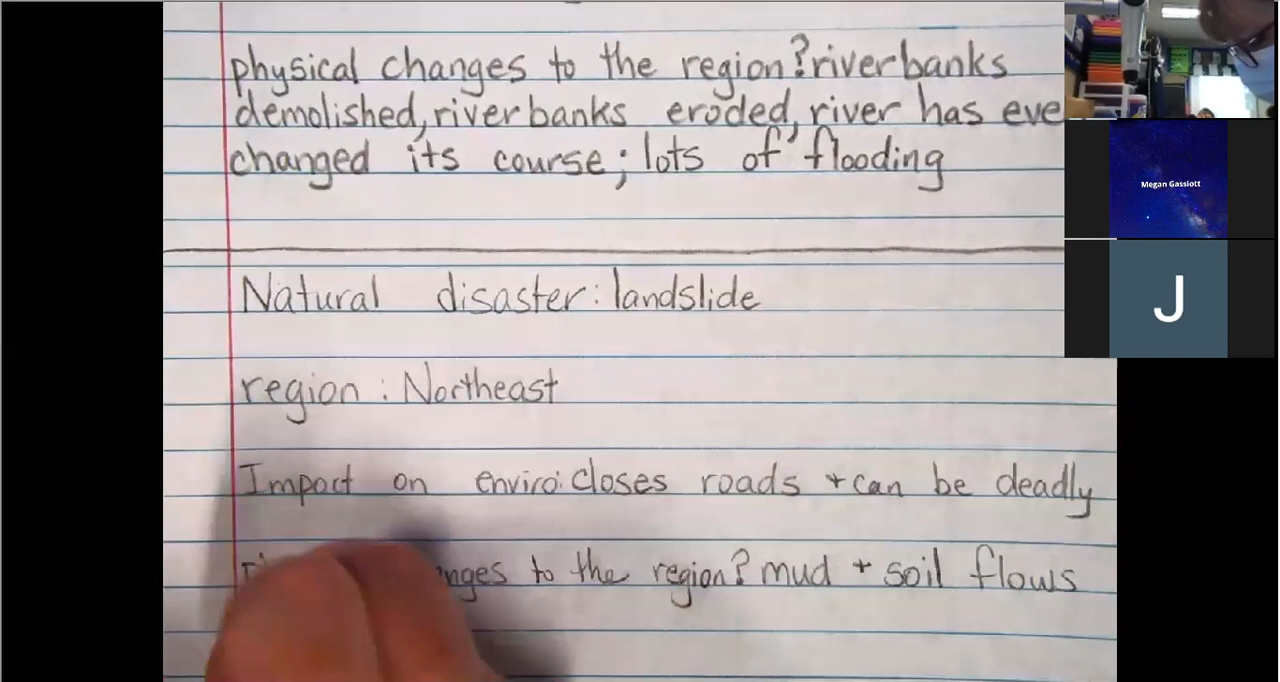 physical changes to the region? riverbanks
demolished, riverbanks eroded, river has eve
changed its course; lots of flooding
Natural disaster: landslide
region: Northeast
Impact on enviro: closes roads + can be deadly
to the region? mud + soil flows
Megan Gassiott
J